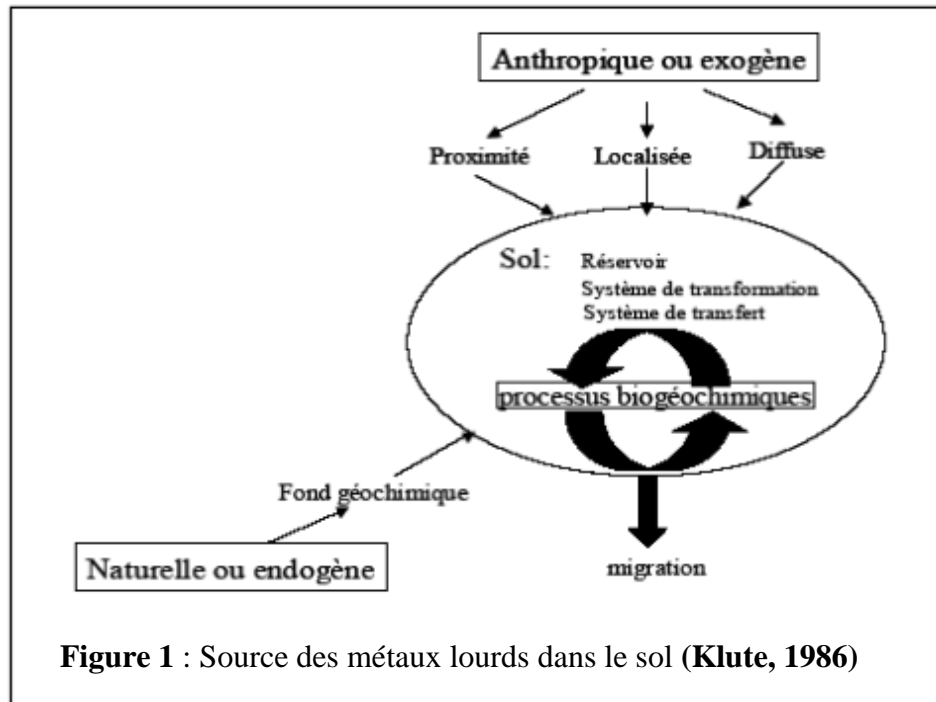 Anthropique ou exogène
Proximité Localisée Diffuse
Sol: Réservoir
Système de transformation
Système de transfert
processus biogéochimiques
Fond géochimique
Naturelle ou endogène
migration
Figure 1 : Source des métaux lourds dans le sol (Klute, 1986)